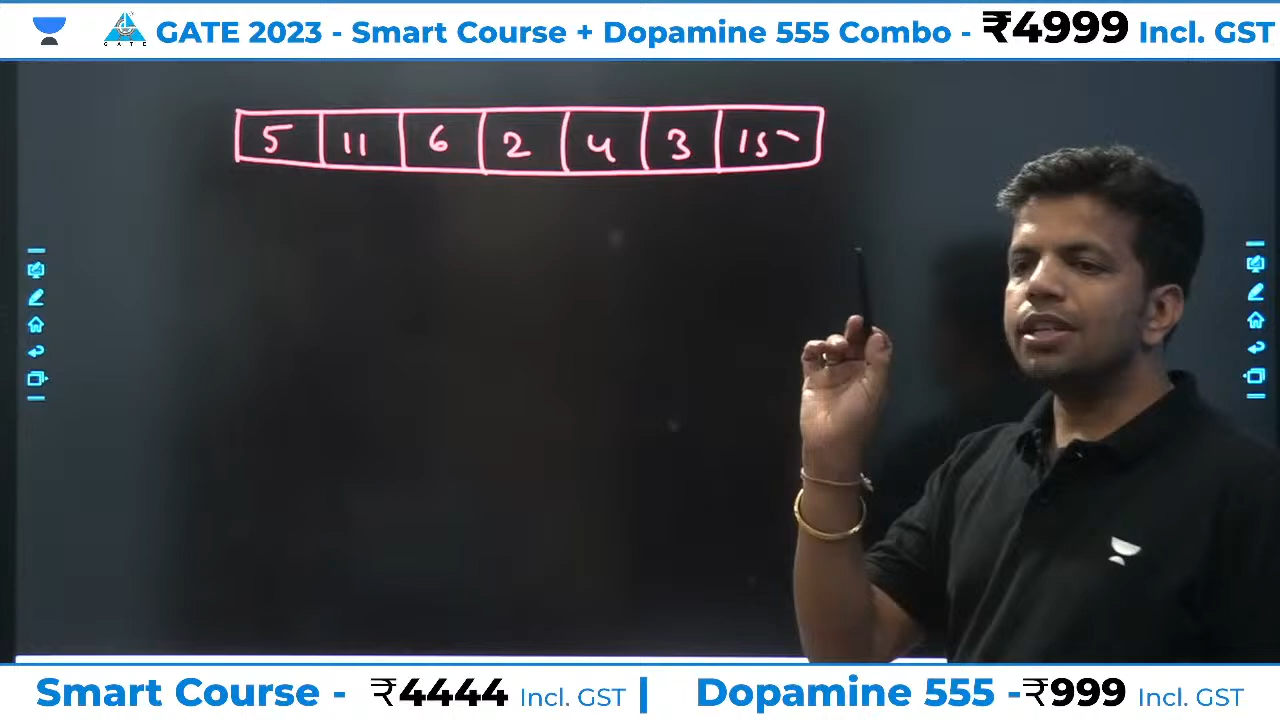 GATE GATE 2023 - Smart Course + Dopamine 555 Combo - ₹4999 Incl. GST
5 11 6 2 4 3 15
Smart Course - ₹4444 Incl. GST | Dopamine 555 -₹999 Incl. GST